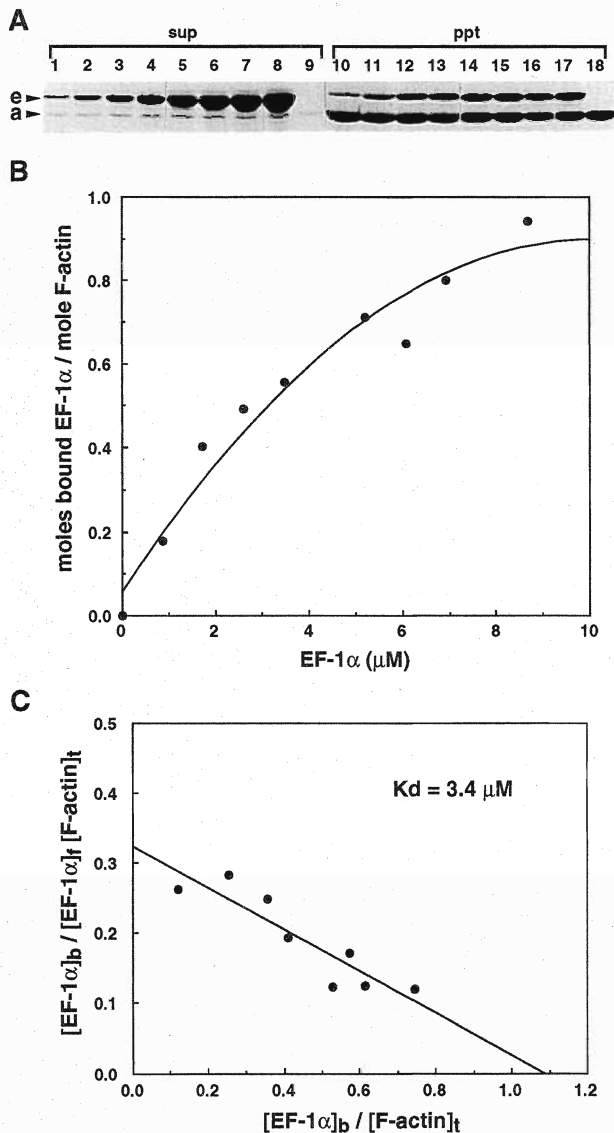 A
sup ppt
1 2 3 4 5 6 7 8 9 10 11 12 13 14 15 16 17 18
e
a
B
moles bound EF-1α / mole F-actin
1.0
0.8
0.6
0.4
0.2
0.0
0 2 4 6 8 10
EF-1α (μM)
C
[EF-1α]b / [EF-1α]f [F-actin]t
0.5
0.4
0.3
0.2
0.1
0.0
Kd = 3.4 μM
0.0 0.2 0.4 0.6 0.8 1.0 1.2
[EF-1α]b / [F-actin]t